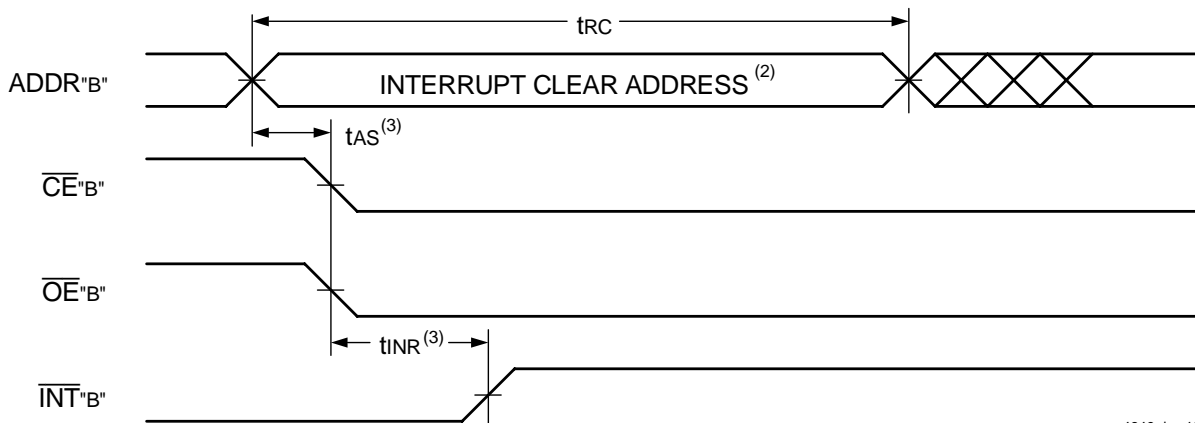 tRC
ADDR"B"
INTERRUPT CLEAR ADDRESS (2)
tAS(3)
CE"B"
OE"B"
tINR(3)
INT"B"